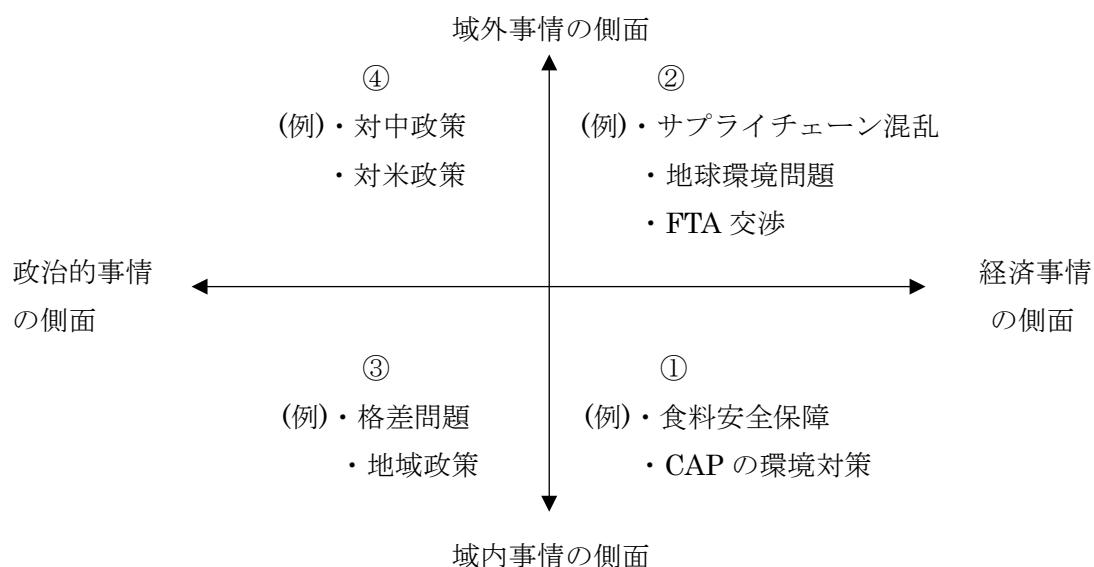 域外事情の側面
④
(例)・対中政策
・対米政策
②
(例)・サプライチェーン混乱
・地球環境問題
・FTA 交渉
政治的事情
の側面
経済事情
の側面
③
(例)・格差問題
・地域政策
①
(例)・食料安全保障
・CAP の環境対策
域内事情の側面